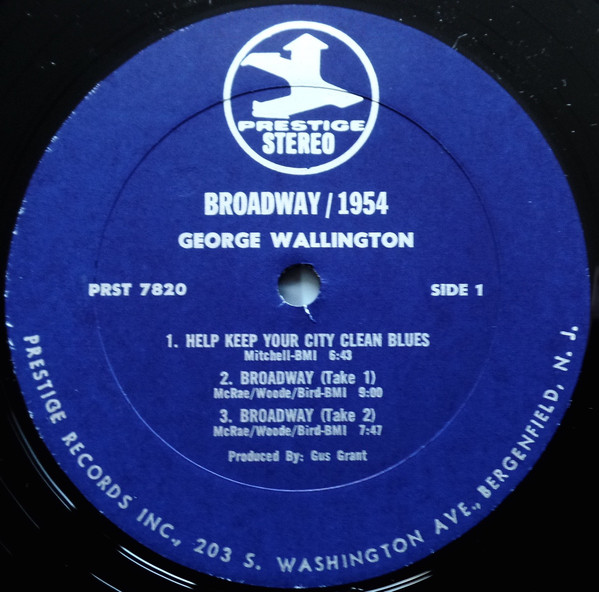 PRESTIGE
STEREO
BROADWAY / 1954
GEORGE WALLINGTON
PRST 7820
SIDE 1
1. HELP KEEP YOUR CITY CLEAN BLUES
Mitchell-BMI 6:43
2. BROADWAY (Take 1)
McRae/Woode/Bird-BMI 9:00
3. BROADWAY (Take 2)
McRae/Woode/Bird-BMI 7:47
Produced By: Gus Grant
PRESTIGE RECORDS INC., 203 S. WASHINGTON AVE., BERGENFIELD, N. J.